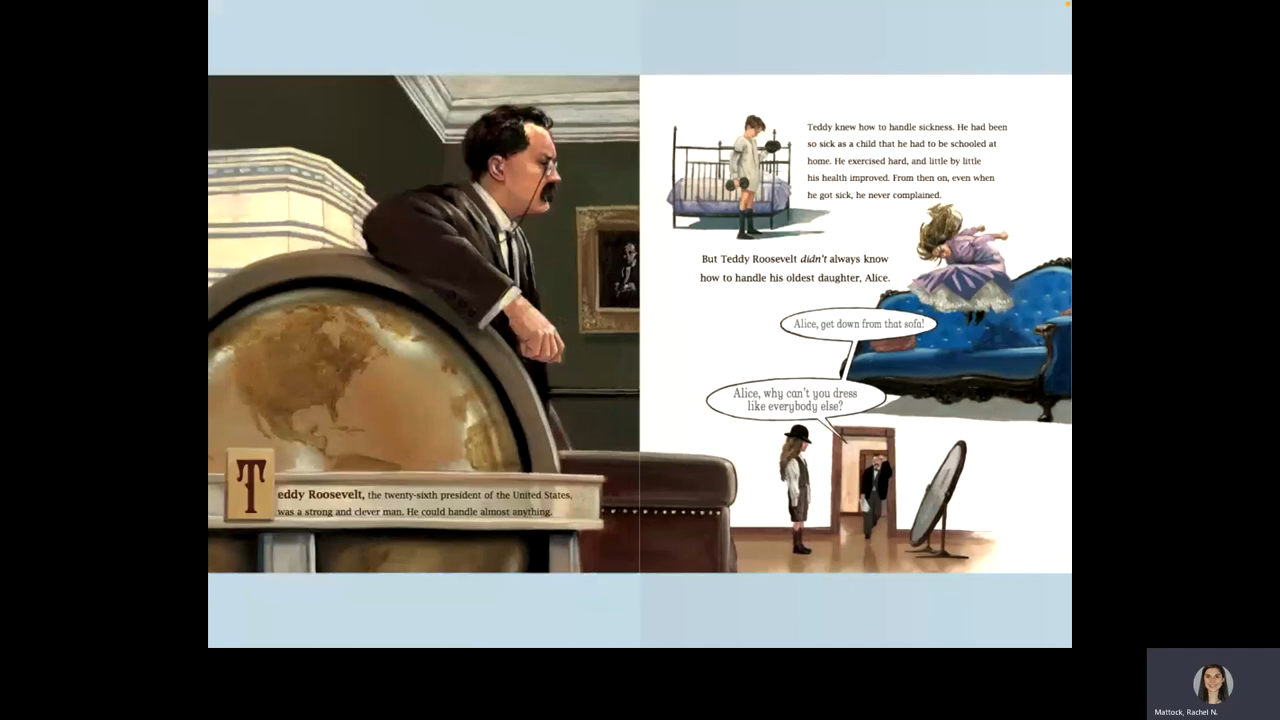 Teddy Roosevelt, the twenty-sixth president of the United States,
was a strong and clever man. He could handle almost anything.
Teddy knew how to handle sickness. He had been
so sick as a child that he had to be schooled at
home. He exercised hard, and little by little
his health improved. From then on, even when
he got sick, he never complained.
But Teddy Roosevelt didn't always know
how to handle his oldest daughter, Alice.
Alice, get down from that sofa!
Alice, why can't you dress
like everybody else?
Mattock, Rachel N.